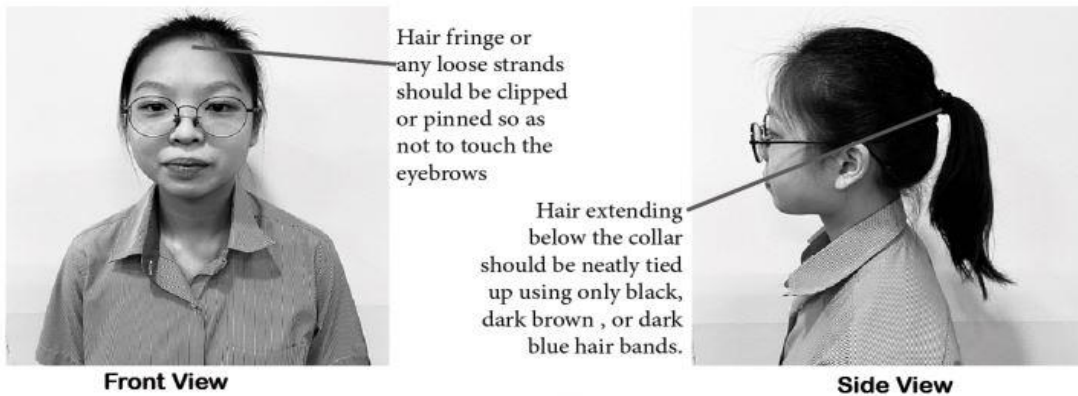 Hair fringe or
any loose strands
should be clipped
or pinned so as
not to touch the
eyebrows
Hair extending
below the collar
should be neatly tied
up using only black,
dark brown , or dark
blue hair bands.
Front View
Side View